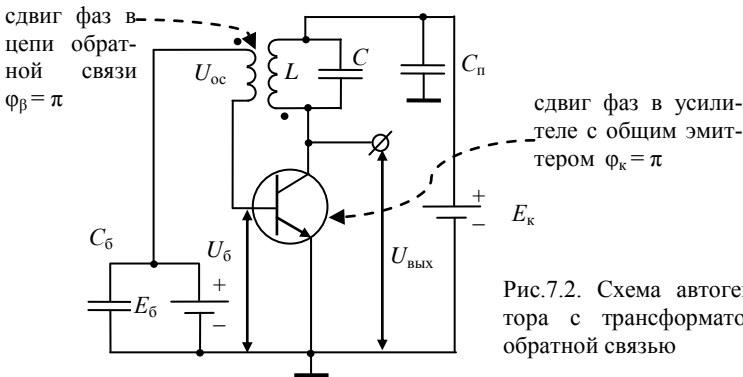 сдвиг фаз в
цепи обрат-
ной связи
φβ = π
Uос
L
C
Cп
сдвиг фаз в усили-
теле с общим эмит-
тером φк = π
+
−
Eк
Cб
Uб
Uвых
Eб
+
−
Рис.7.2. Схема автоге
тора с трансформато
обратной связью